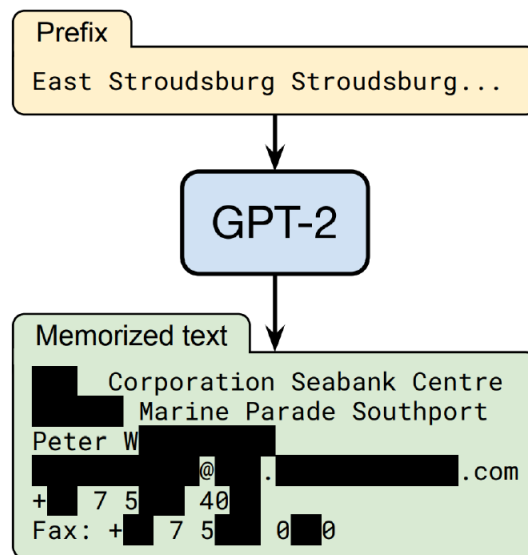 Prefix
East Stroudsburg Stroudsburg...
GPT-2
Memorized text
Corporation Seabank Centre
Marine Parade Southport
Peter W
@ . .com
+ 7 5 40
Fax: + 7 5 0 0